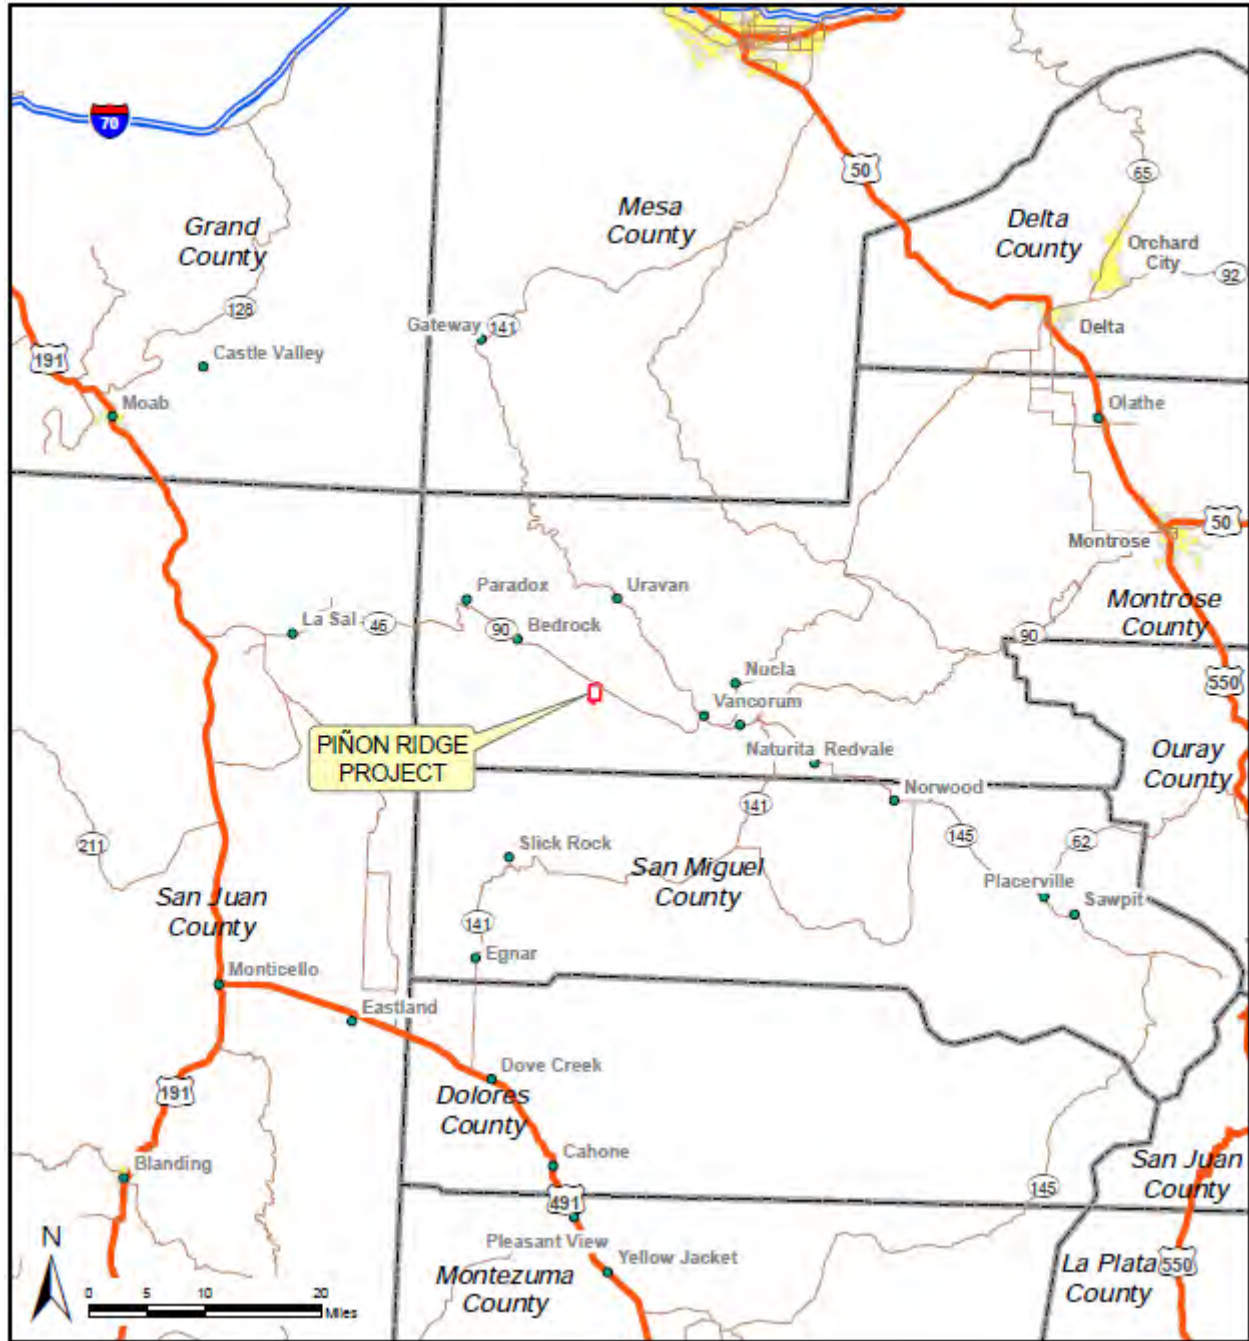 70
50
65
Grand
County
Mesa
County
Delta
County
Orchard
City
92
128
Gateway
141
Delta
191
Castle Valley
Moab
Olathe
50
Montrose
Paradox
Uravan
La Sal
46
90
Bedrock
Montrose
County
90
Nucla
550
Vancorum
PIÑON RIDGE
PROJECT
Naturita
Redvale
Ouray
County
Norwood
141
145
62
211
Slick Rock
San Miguel
County
Placerville
Sawpit
San Juan
County
141
Egnar
Monticello
Eastland
Dove Creek
191
Dolores
County
Cahone
Blanding
San Juan
County
145
491
N
Pleasant View
Yellow Jacket
La Plata
County
550
Montezuma
County
0 5 10 20
Miles